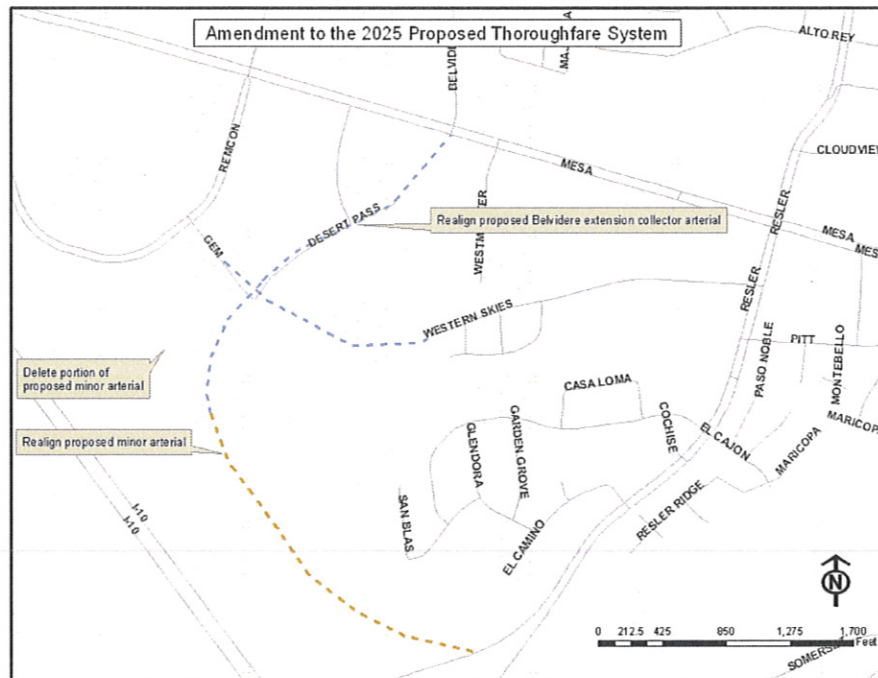 Amendment to the 2025 Proposed Thoroughfare System
ALTO REY
REMCON
MESA
CLOUDVIEW
RESLER
DESERT PASS
Realign proposed Belvidere extension collector arterial
GEM
MESA
RESLER
WESTERN SKIES
PITT
PASO NOBLE
MONTEBELLO
Delete portion of
proposed minor arterial
CASA LOMA
COCHISE
EL CAJON
MARICOPA
MARICOPA
Realign proposed minor arterial
GARDEN GROVE
GLENDORA
SAN BLAS
EL CAMINO
RESLER RIDGE
I-10
I-10
N
0 212.5 425 850 1,275 1,700
Feet